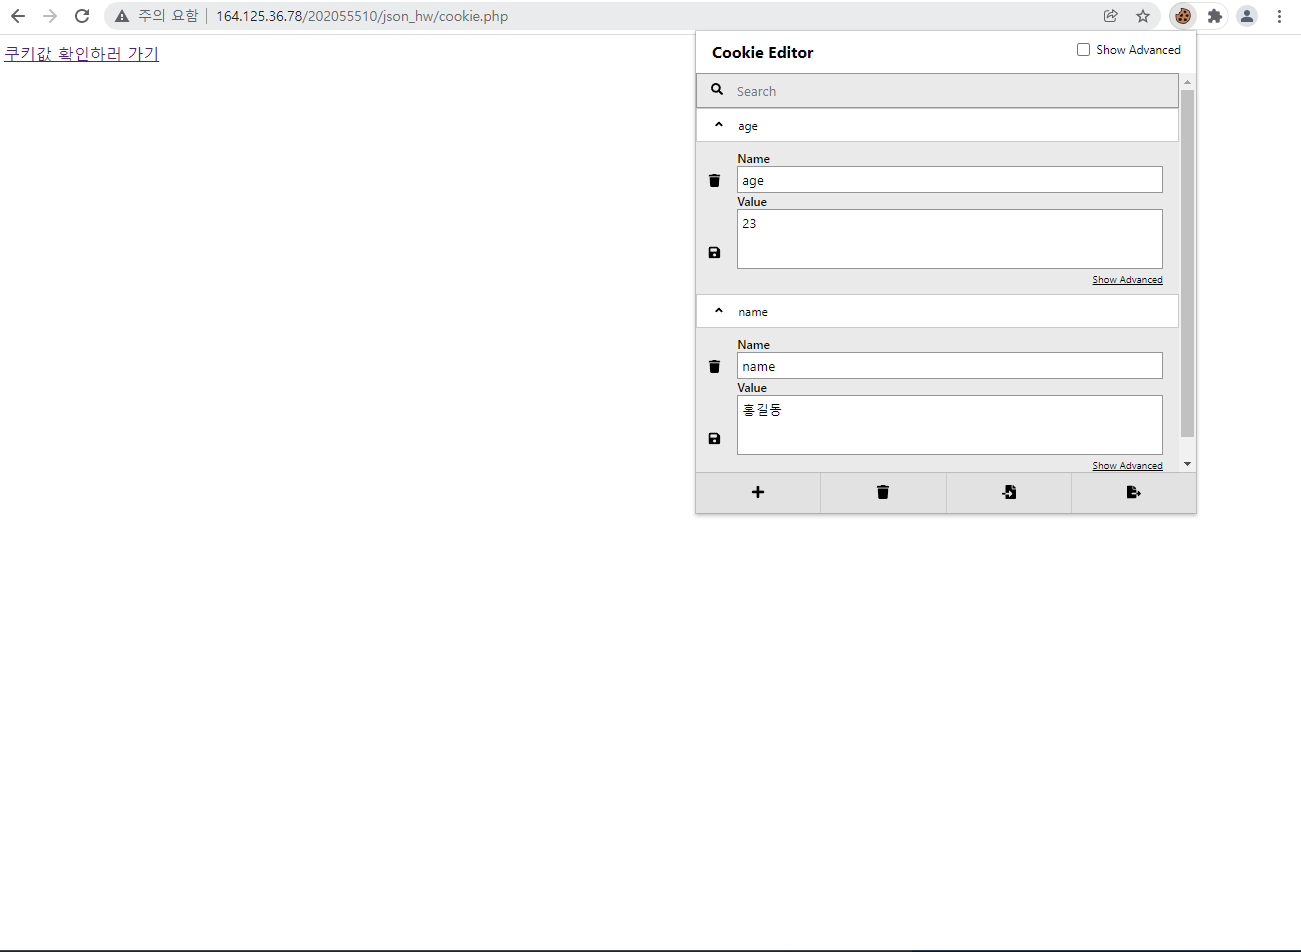 주의 요함 164.125.36.78/202055510/json_hw/cookie.php
쿠키값 확인하러 가기
Cookie Editor
Show Advanced
Search
age
Name
age
Value
23
Show Advanced
name
Name
name
Value
홍길동
Show Advanced